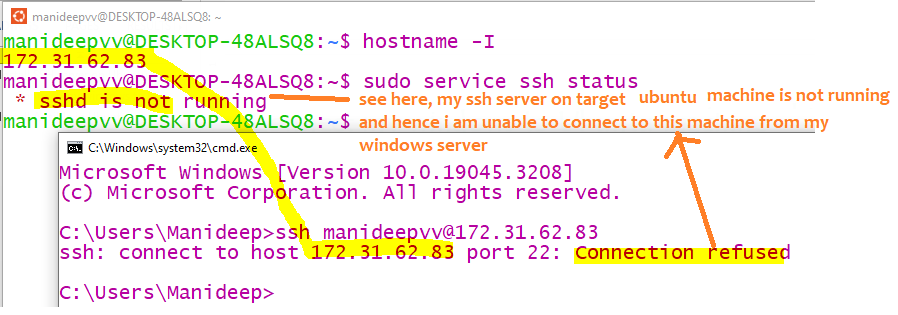 manideepvv@DESKTOP-48ALSQ8: ~
manideepvv@DESKTOP-48ALSQ8:~$ hostname -I
172.31.62.83
manideepvv@DESKTOP-48ALSQ8:~$ sudo service ssh status
* sshd is not running
see here, my ssh server on target ubuntu machine is not running
manideepvv@DESKTOP-48ALSQ8:~$
and hence i am unable to connect to this machine from my
windows server
C:\Windows\system32\cmd.exe
Microsoft Windows [Version 10.0.19045.3208]
(c) Microsoft Corporation. All rights reserved.
C:\Users\Manideep>ssh manideepvv@172.31.62.83
ssh: connect to host 172.31.62.83 port 22: Connection refused
C:\Users\Manideep>